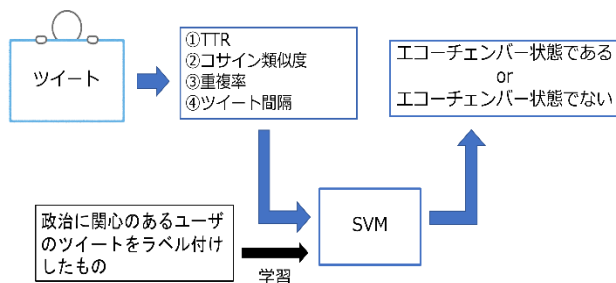 ツイート
①TTR
②コサイン類似度
③重複率
④ツイート間隔
エコーチェンバー状態である
or
エコーチェンバー状態でない
政治に関心のあるユーザ
のツイートをラベル付け
したもの
学習
SVM